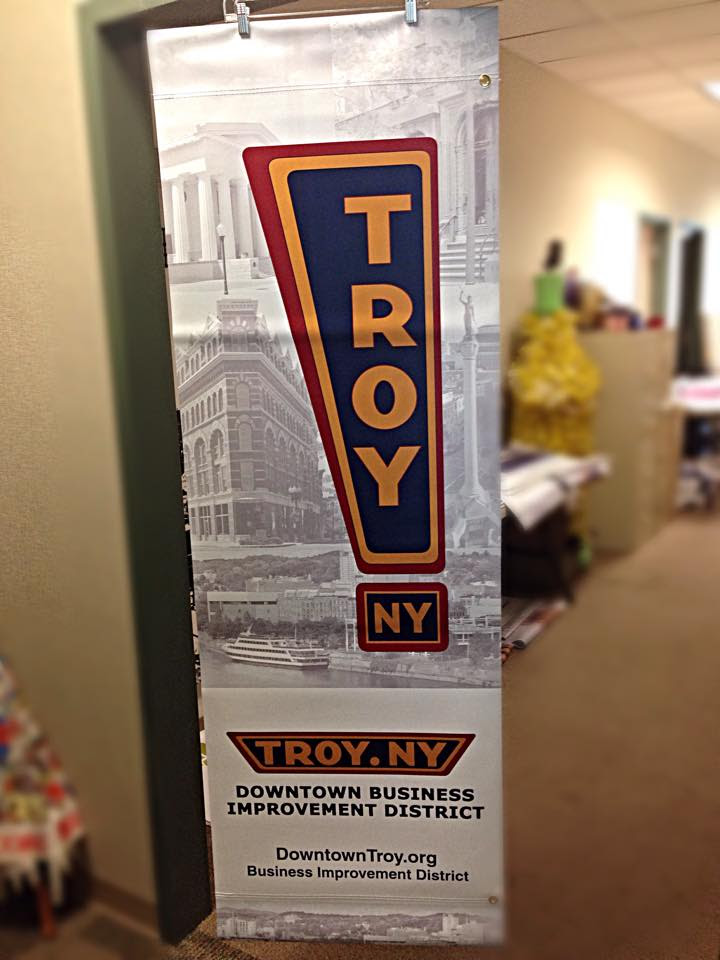 TROY
NY
TROY.NY
DOWNTOWN BUSINESS
IMPROVEMENT DISTRICT
DowntownTroy.org
Business Improvement District